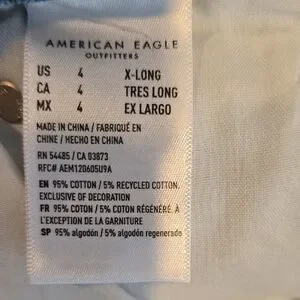 AMERICAN EAGLE
OUTFITTERS
US 4 X-LONG
CA 4 TRES LONG
MX 4 EX LARGO
MADE IN CHINA / FABRIQUÉ EN
CHINE / HECHO EN CHINA
RN 54485 / CA 03873
RFC# AEM120605U9A
EN 95% COTTON / 5% RECYCLED COTTON.
EXCLUSIVE OF DECORATION
FR 95% COTON / 5% COTON RÉGÉNÉRÉ. À
L'EXCEPTION DE LA GARNITURE
SP 95% algodón / 5% algodón regenerado